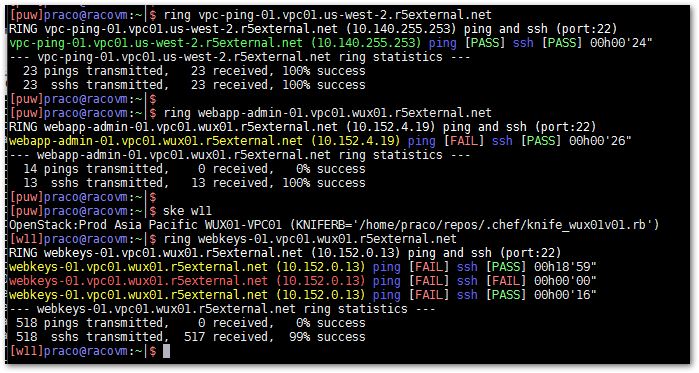 [puw]praco@racovm:~|$ ring vpc-ping-01.vpc01.us-west-2.r5external.net
RING vpc-ping-01.vpc01.us-west-2.r5external.net (10.140.255.253) ping and ssh (port:22)
vpc-ping-01.vpc01.us-west-2.r5external.net (10.140.255.253) ping [PASS] ssh [PASS] 00h00'24"
--- vpc-ping-01.vpc01.us-west-2.r5external.net ring statistics ---
  23 pings transmitted,   23 received, 100% success
  23  sshs transmitted,   23 received, 100% success
[puw]praco@racovm:~|$
[puw]praco@racovm:~|$ ring webapp-admin-01.vpc01.wux01.r5external.net
RING webapp-admin-01.vpc01.wux01.r5external.net (10.152.4.19) ping and ssh (port:22)
webapp-admin-01.vpc01.wux01.r5external.net (10.152.4.19) ping [FAIL] ssh [PASS] 00h00'26"
--- webapp-admin-01.vpc01.wux01.r5external.net ring statistics ---
  14 pings transmitted,    0 received,   0% success
  13  sshs transmitted,   13 received, 100% success
[puw]praco@racovm:~|$
[puw]praco@racovm:~|$ ske w11
OpenStack:Prod Asia Pacific WUX01-VPC01 (KNIFERB='/home/praco/repos/.chef/knife_wux01v01.rb')
[w11]praco@racovm:~|$ ring webkeys-01.vpc01.wux01.r5external.net
RING webkeys-01.vpc01.wux01.r5external.net (10.152.0.13) ping and ssh (port:22)
webkeys-01.vpc01.wux01.r5external.net (10.152.0.13) ping [FAIL] ssh [PASS] 00h18'59"
webkeys-01.vpc01.wux01.r5external.net (10.152.0.13) ping [FAIL] ssh [FAIL] 00h00'00"
webkeys-01.vpc01.wux01.r5external.net (10.152.0.13) ping [FAIL] ssh [PASS] 00h00'16"
--- webkeys-01.vpc01.wux01.r5external.net ring statistics ---
 518 pings transmitted,    0 received,   0% success
 518  sshs transmitted,  517 received,  99% success
[w11]praco@racovm:~|$